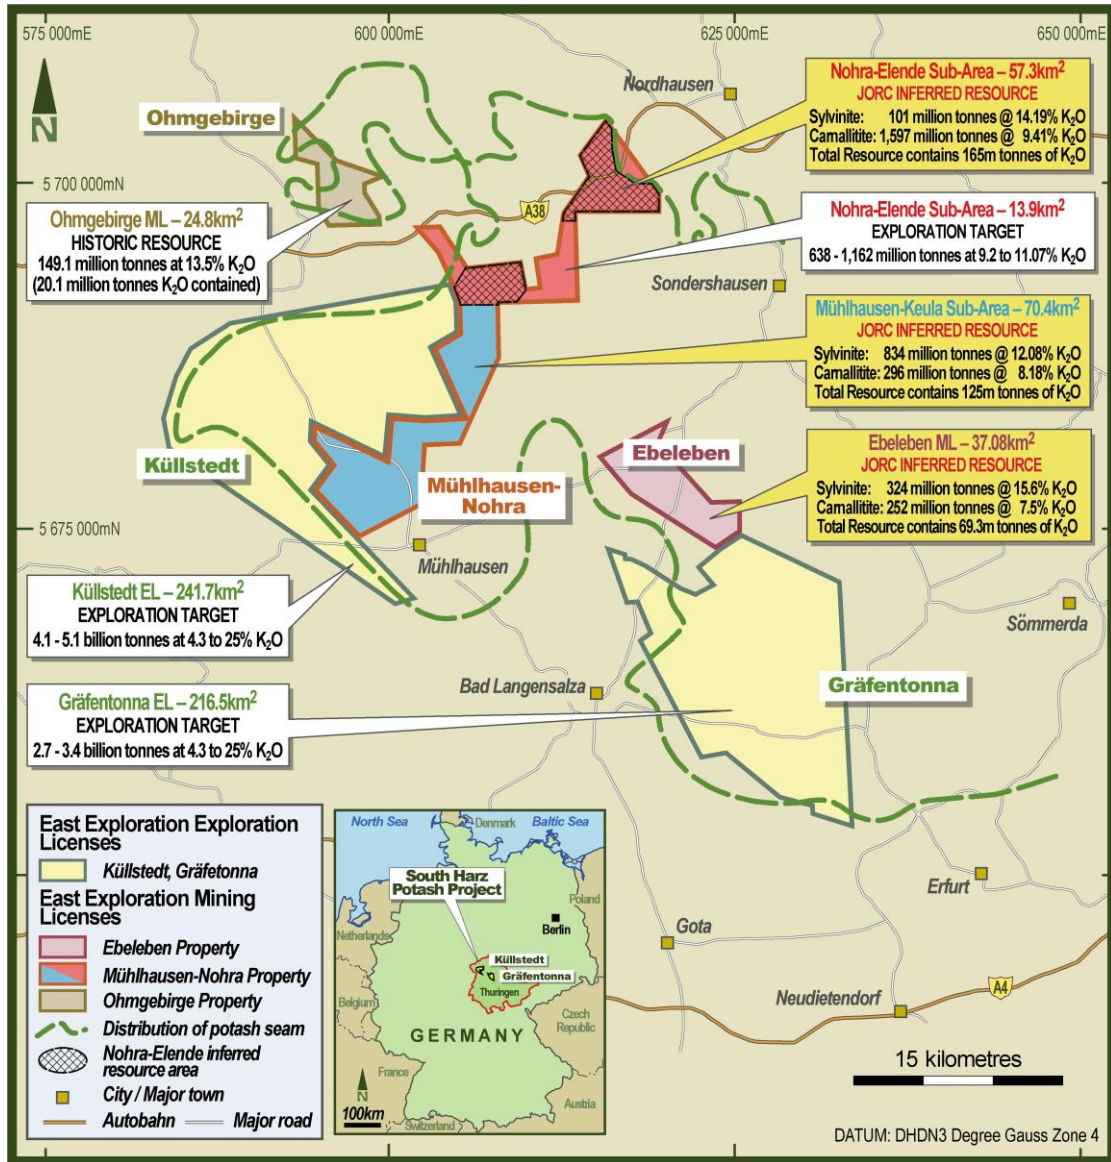 575 000mE
600 000mE
625 000mE
650 000mE
N
5 700 000mN
5 675 000mN
Ohmgebirge
Nordhausen
A38
Sondershausen
Küllstedt
Mühlhausen-
Nohra
Ebeleben
Mühlhausen
Sömmerda
Bad Langensalza
Gräfentonna
Erfurt
Gota
Neudietendorf
A4
Nohra-Elende Sub-Area – 57.3km²
JORC INFERRED RESOURCE
Sylvinite: 101 million tonnes @ 14.19% K₂O
Carnallitite: 1,597 million tonnes @ 9.41% K₂O
Total Resource contains 165m tonnes of K₂O
Ohmgebirge ML – 24.8km²
HISTORIC RESOURCE
149.1 million tonnes at 13.5% K₂O
(20.1 million tonnes K₂O contained)
Nohra-Elende Sub-Area – 13.9km²
EXPLORATION TARGET
638 - 1,162 million tonnes at 9.2 to 11.07% K₂O
Mühlhausen-Keula Sub-Area – 70.4km²
JORC INFERRED RESOURCE
Sylvinite: 834 million tonnes @ 12.08% K₂O
Carnallitite: 296 million tonnes @ 8.18% K₂O
Total Resource contains 125m tonnes of K₂O
Ebeleben ML – 37.08km²
JORC INFERRED RESOURCE
Sylvinite: 324 million tonnes @ 15.6% K₂O
Carnallitite: 252 million tonnes @ 7.5% K₂O
Total Resource contains 69.3m tonnes of K₂O
Küllstedt EL – 241.7km²
EXPLORATION TARGET
4.1 - 5.1 billion tonnes at 4.3 to 25% K₂O
Gräfentonna EL – 216.5km²
EXPLORATION TARGET
2.7 - 3.4 billion tonnes at 4.3 to 25% K₂O
East Exploration Exploration
Licenses
Küllstedt, Gräfetonna
East Exploration Mining
Licenses
Ebeleben Property
Mühlhausen-Nohra Property
Ohmgebirge Property
Distribution of potash seam
Nohra-Elende inferred
resource area
City / Major town
Autobahn
Major road
North Sea
Denmark
Baltic Sea
South Harz
Potash Project
Poland
Berlin
Netherlands
Küllstedt
Gräfentonna
Thuringen
Belgium
GERMANY
Czech
Republic
France
N
100km
Austria
Switzerland
15 kilometres
DATUM: DHDN3 Degree Gauss Zone 4